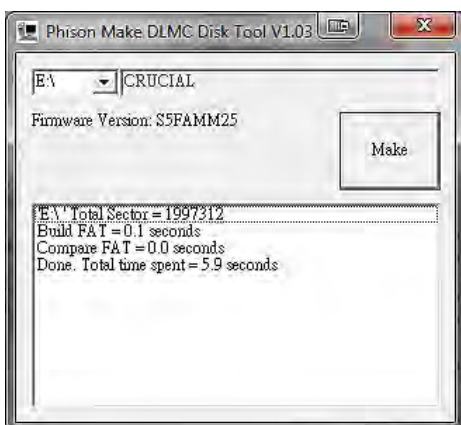 Phison Make DLMC Disk Tool V1.03
E:\ CRUCIAL
Firmware Version: S5FAMM25
Make
'E:\ ' Total Sector = 1997312
Build FAT = 0.1 seconds
Compare FAT = 0.0 seconds
Done. Total time spent = 5.9 seconds